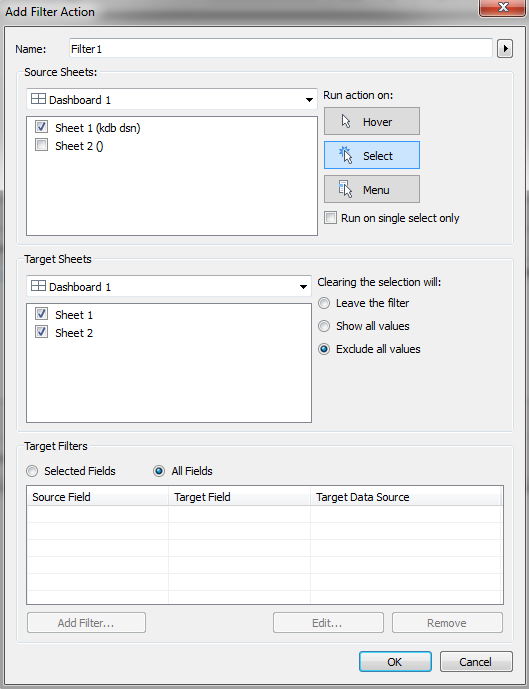 Add Filter Action
Name: Filter1
Source Sheets:
Dashboard 1
Sheet 1 (kdb dsn)
Sheet 2 ()
Run action on:
Hover
Select
Menu
Run on single select only
Target Sheets
Dashboard 1
Sheet 1
Sheet 2
Clearing the selection will:
Leave the filter
Show all values
Exclude all values
Target Filters
Selected Fields All Fields
Source Field Target Field Target Data Source
Add Filter... Edit... Remove
OK Cancel